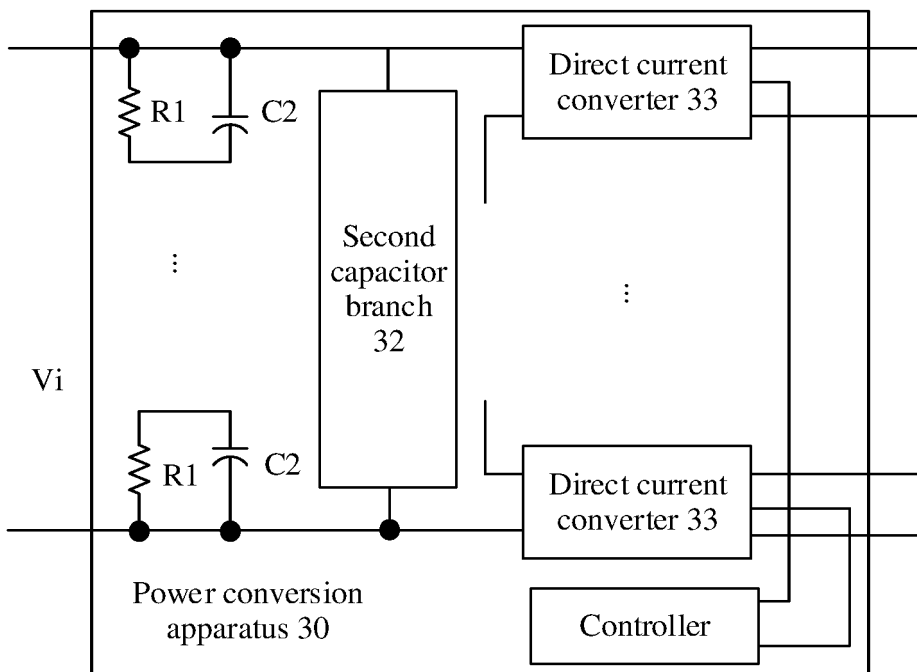 Direct current
converter 33
R1
C2
Second
capacitor
branch
32
Vi
R1
C2
Direct current
converter 33
Power conversion
apparatus 30
Controller